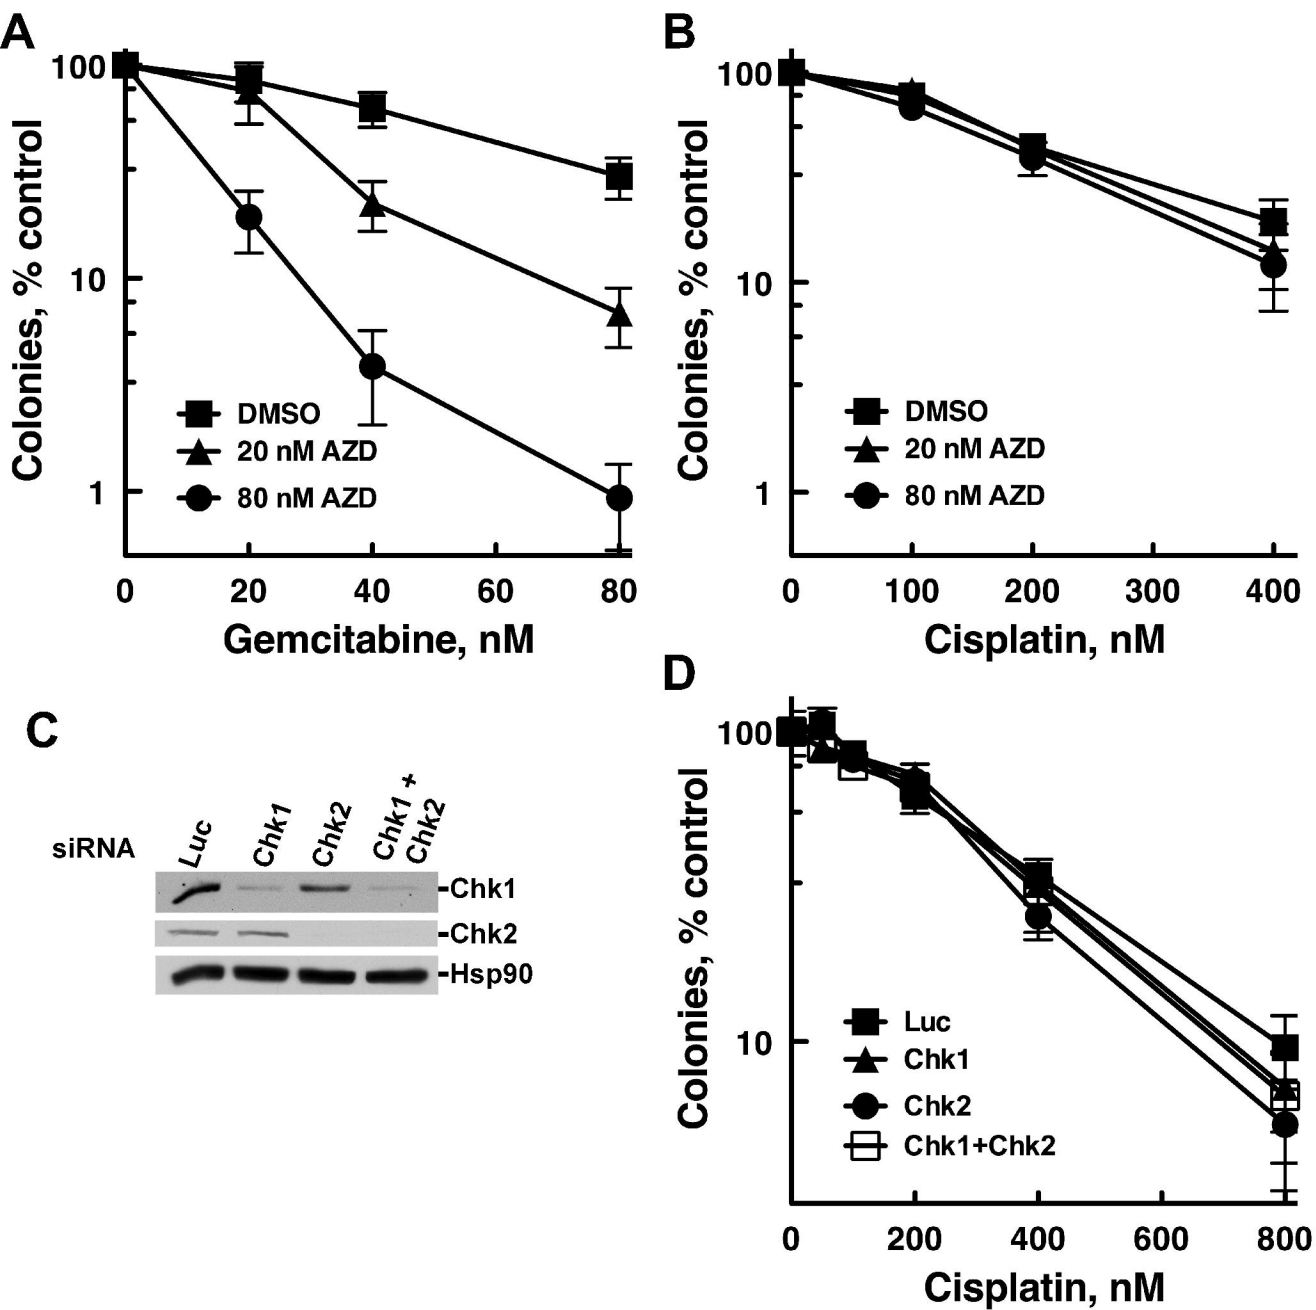 A
Colonies, % control
100
10
1
DMSO
20 nM AZD
80 nM AZD
0 20 40 60 80
Gemcitabine, nM
B
Colonies, % control
100
10
1
DMSO
20 nM AZD
80 nM AZD
0 100 200 300 400
Cisplatin, nM
C
siRNA
Luc
Chk1
Chk2
Chk1 +
Chk2
Chk1
Chk2
Hsp90
D
Colonies, % control
100
10
Luc
Chk1
Chk2
Chk1+Chk2
0 200 400 600 800
Cisplatin, nM